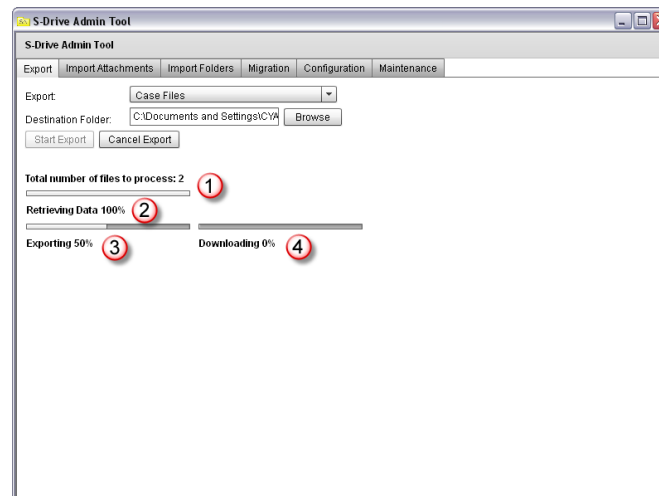 S-Drive Admin Tool
S-Drive Admin Tool
Export Import Attachments Import Folders Migration Configuration Maintenance
Export: Case Files
Destination Folder: C:\Documents and Settings\CYA Browse
Start Export Cancel Export
Total number of files to process: 2 1
Retrieving Data 100% 2
Exporting 50% 3 Downloading 0% 4